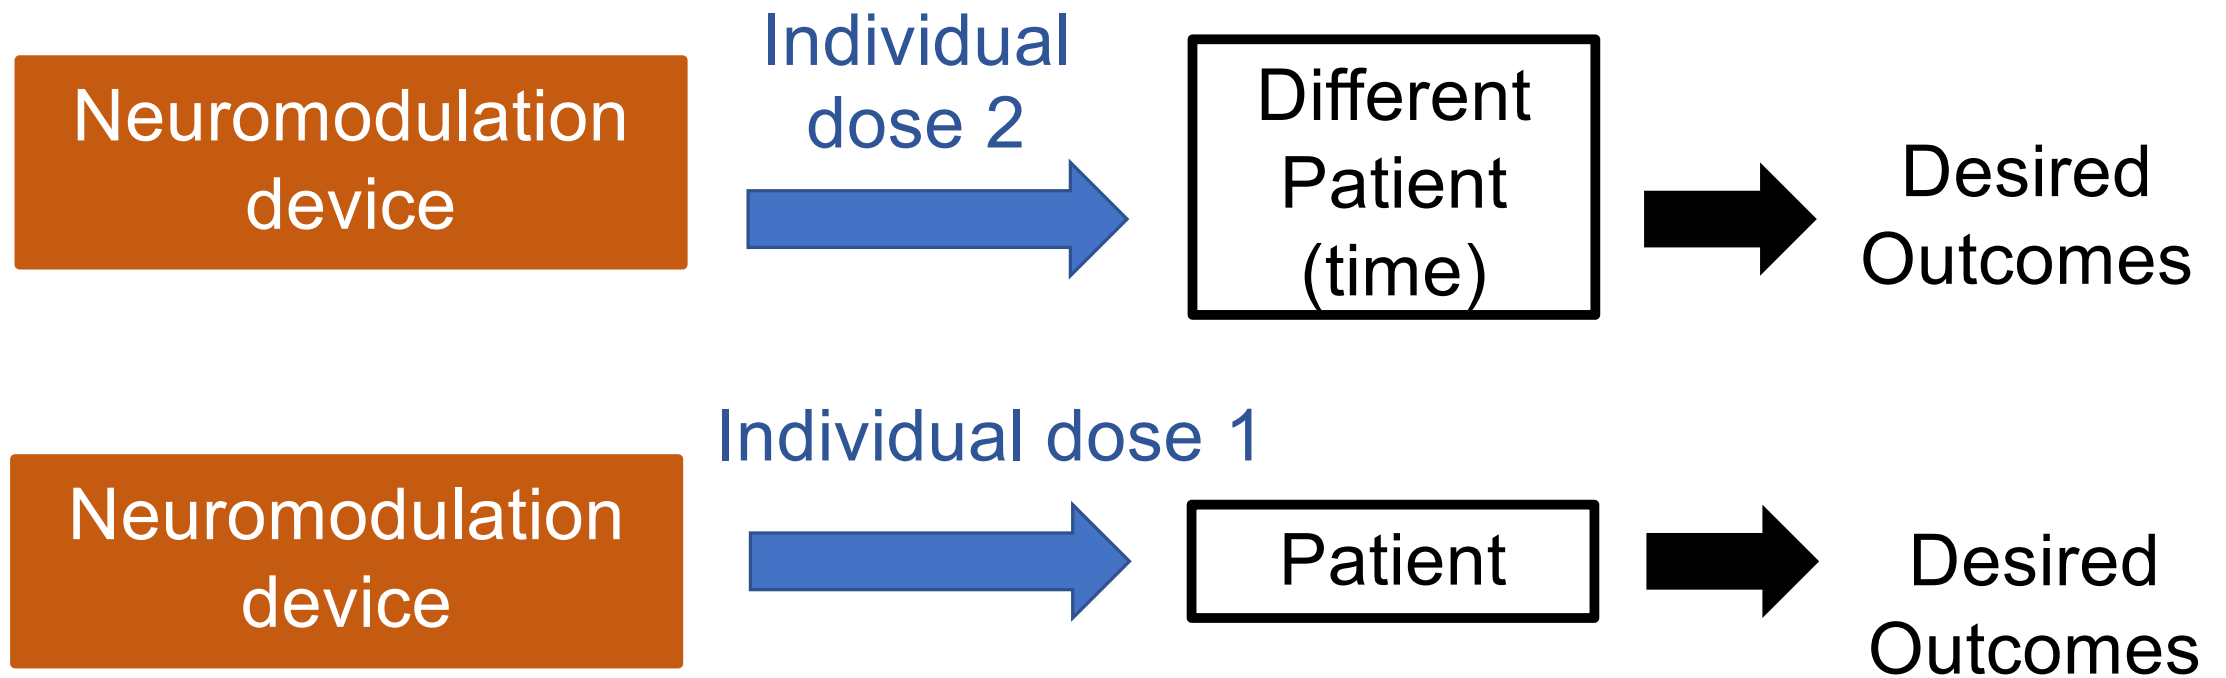 Neuromodulation
device
Individual
dose 2
Different
Patient
(time)
Desired
Outcomes
Neuromodulation
device
Individual dose 1
Patient
Desired
Outcomes